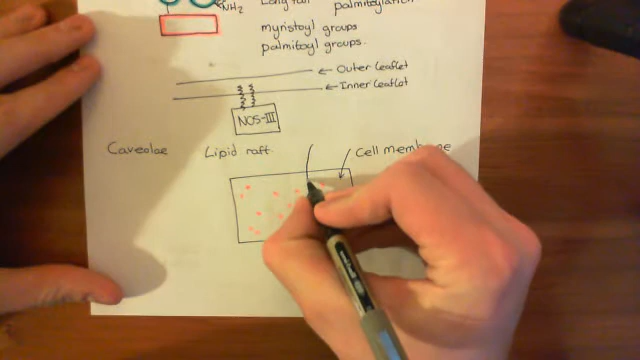 NH2 Long tail palmitoylation
myristoyl groups
palmitoyl groups.
← Outer leaflet
← Inner leaflet
NOS-III
Caveolae Lipid raft Cell membrane